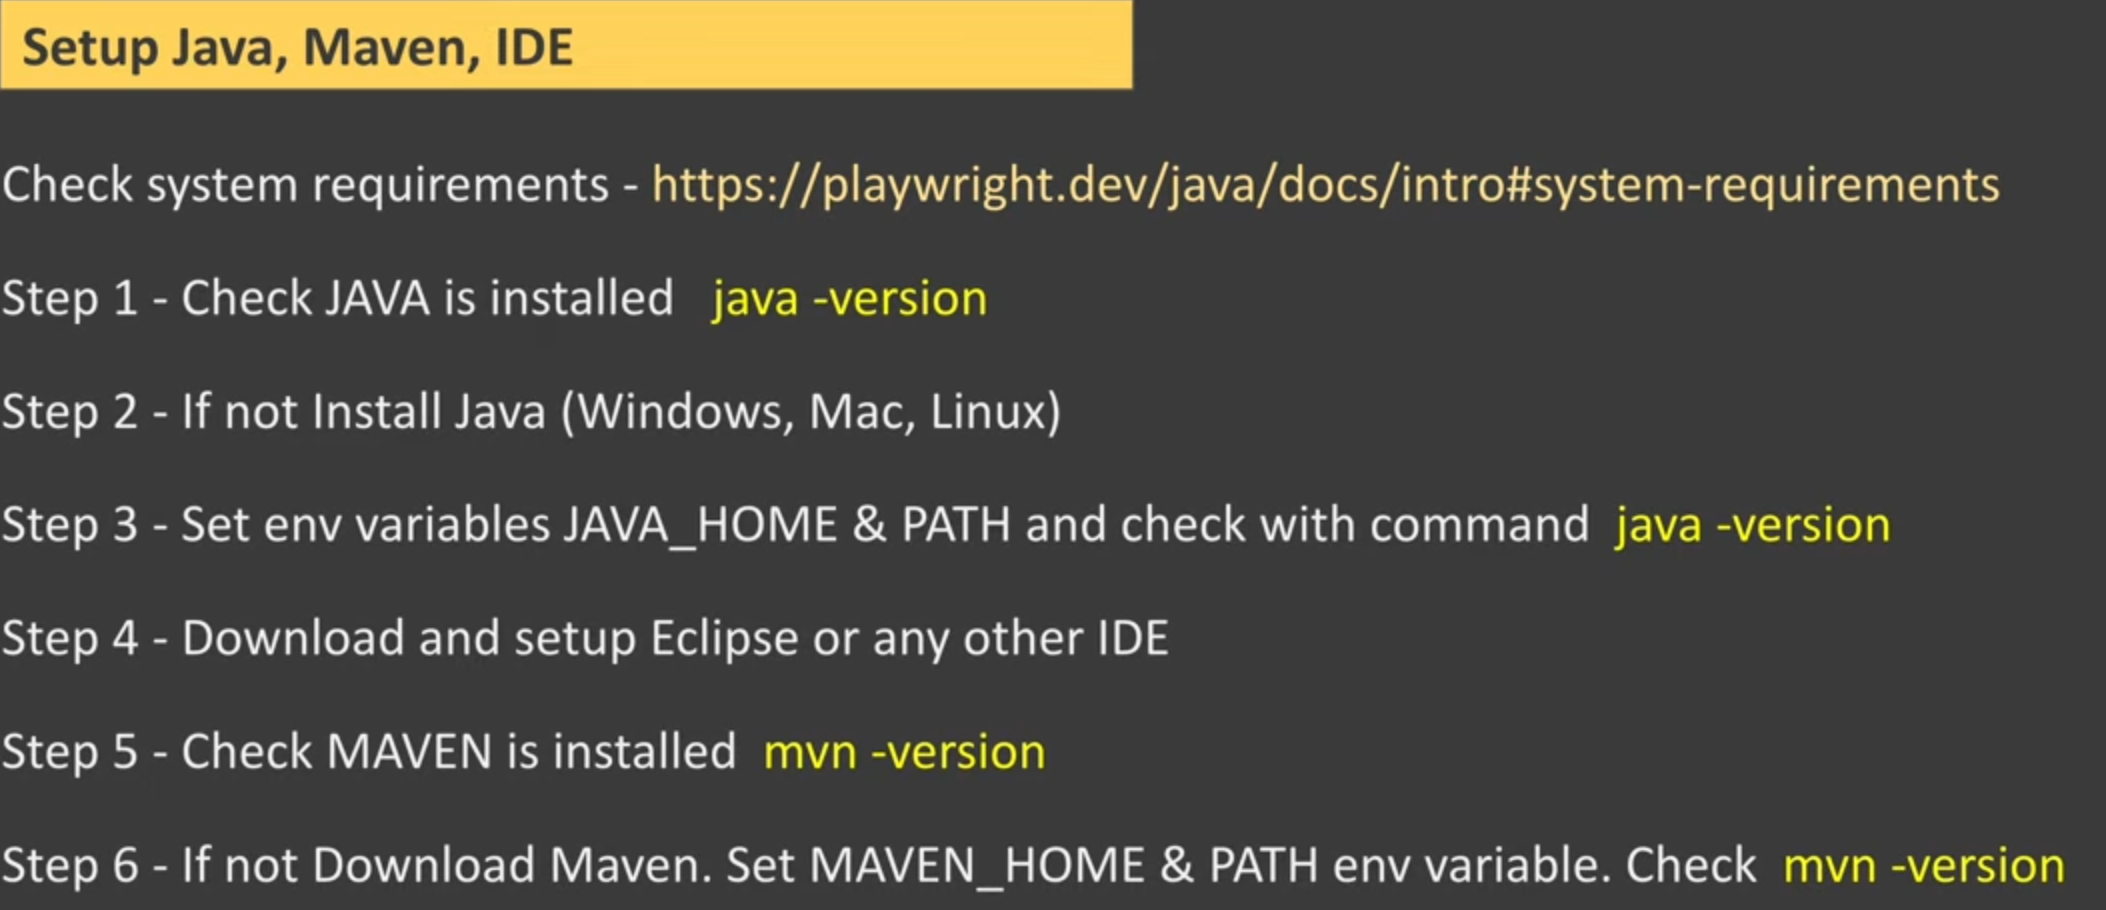 Setup Java, Maven, IDE
Check system requirements - https://playwright.dev/java/docs/intro#system-requirements
Step 1 - Check JAVA is installed java -version
Step 2 - If not Install Java (Windows, Mac, Linux)
Step 3 - Set env variables JAVA_HOME & PATH and check with command java -version
Step 4 - Download and setup Eclipse or any other IDE
Step 5 - Check MAVEN is installed mvn -version
Step 6 - If not Download Maven. Set MAVEN_HOME & PATH env variable. Check mvn -version